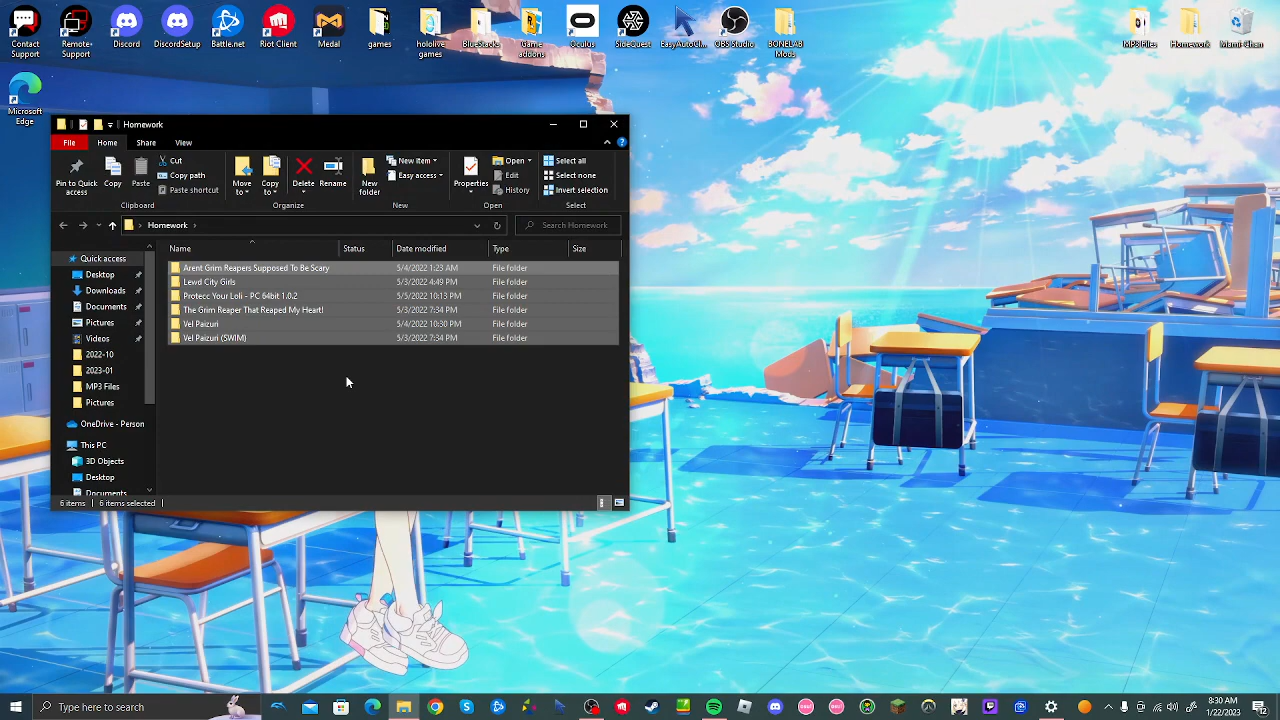 Contact Support
Remote+ Support
Discord
DiscordSetup
Battle.net
Riot Client
Medal
games
hololive games
BlueStacks
Game addons
Oculus
SideQuest
EasyAutoCli...
OBS Studio
BONELAB Mods
MP3 Files
Homework
Microsoft Edge
Homework
File Home Share View
Pin to Quick access
Copy
Paste
Cut
Copy path
Paste shortcut
Move to
Copy to
Delete
Rename
New folder
New item
Easy access
Properties
Open
Edit
History
Select all
Select none
Invert selection
Clipboard Organize New Open Select
Homework
Search Homework
Name Status Date modified Type Size
Arent Grim Reapers Supposed To Be Scary 5/4/2022 1:23 AM File folder
Lewd City Girls 5/3/2022 4:49 PM File folder
Protecc Your Loli - PC 64bit 1.0.2 5/5/2022 10:13 PM File folder
The Grim Reaper That Reaped My Heart! 5/3/2022 7:34 PM File folder
Vel Paizuri 5/4/2022 10:30 PM File folder
Vel Paizuri (SWIM) 5/3/2022 7:34 PM File folder
Quick access
Desktop
Downloads
Documents
Pictures
Videos
2022-10
2023-01
MP3 Files
Pictures
OneDrive - Person
This PC
3D Objects
Desktop
Documents
6 items 6 items selected
Type here to search
8:30 AM
1/22/2023